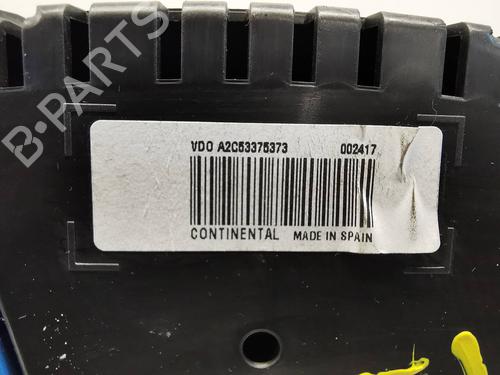 B-PARTS
VDO A2C53375373 002417
CONTINENTAL MADE IN SPAIN